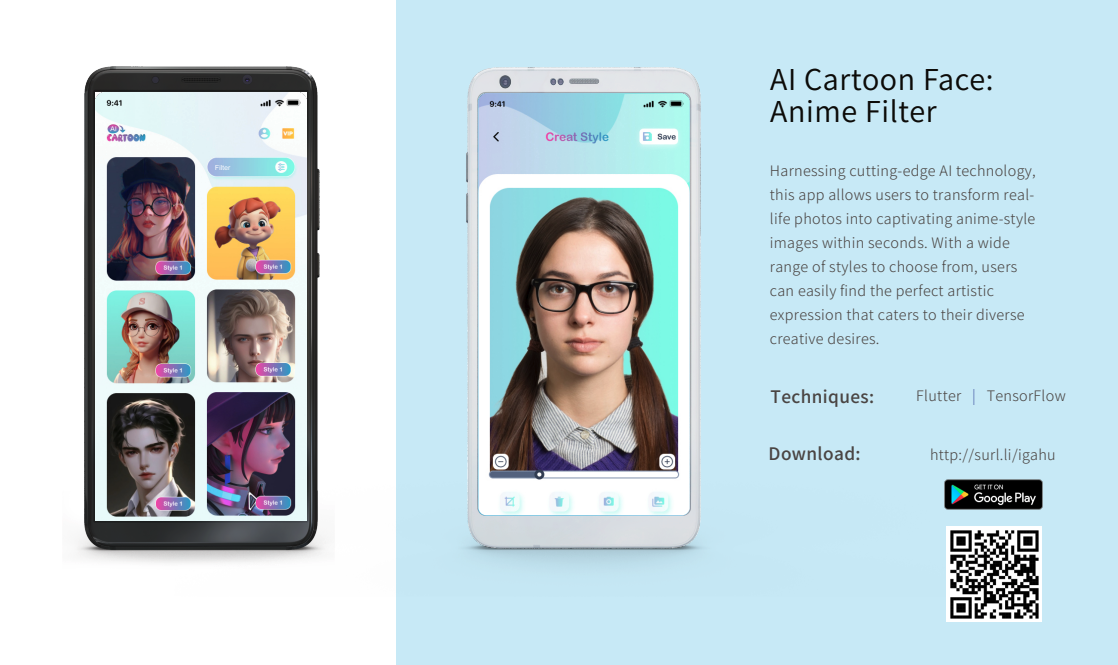 9:41
AI
CARTOON
VIP
Filter
Style 1
Style 1
Style 1
Style 1
Style 1
Style 1
9:41
Creat Style
Save
AI Cartoon Face:
Anime Filter
Harnessing cutting-edge AI technology,
this app allows users to transform real-
life photos into captivating anime-style
images within seconds. With a wide
range of styles to choose from, users
can easily find the perfect artistic
expression that caters to their diverse
creative desires.
Techniques: Flutter | TensorFlow
Download: http://surl.li/igahu
GET IT ON
Google Play